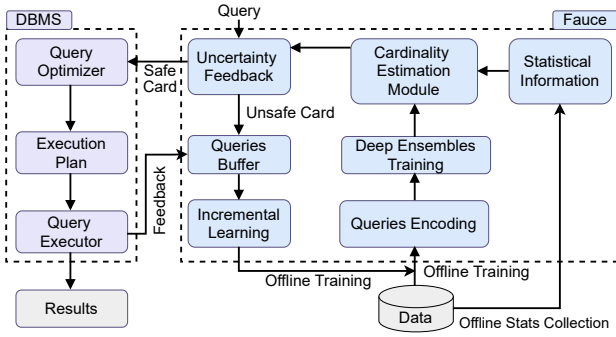 DBMS
Query
Fauce
Query
Optimizer
Safe
Card
Uncertainty
Feedback
Cardinality
Estimation
Module
Statistical
Information
Unsafe Card
Execution
Plan
Feedback
Queries
Buffer
Deep Ensembles
Training
Query
Executor
Incremental
Learning
Queries Encoding
Offline Training
Offline Training
Results
Data
Offline Stats Collection